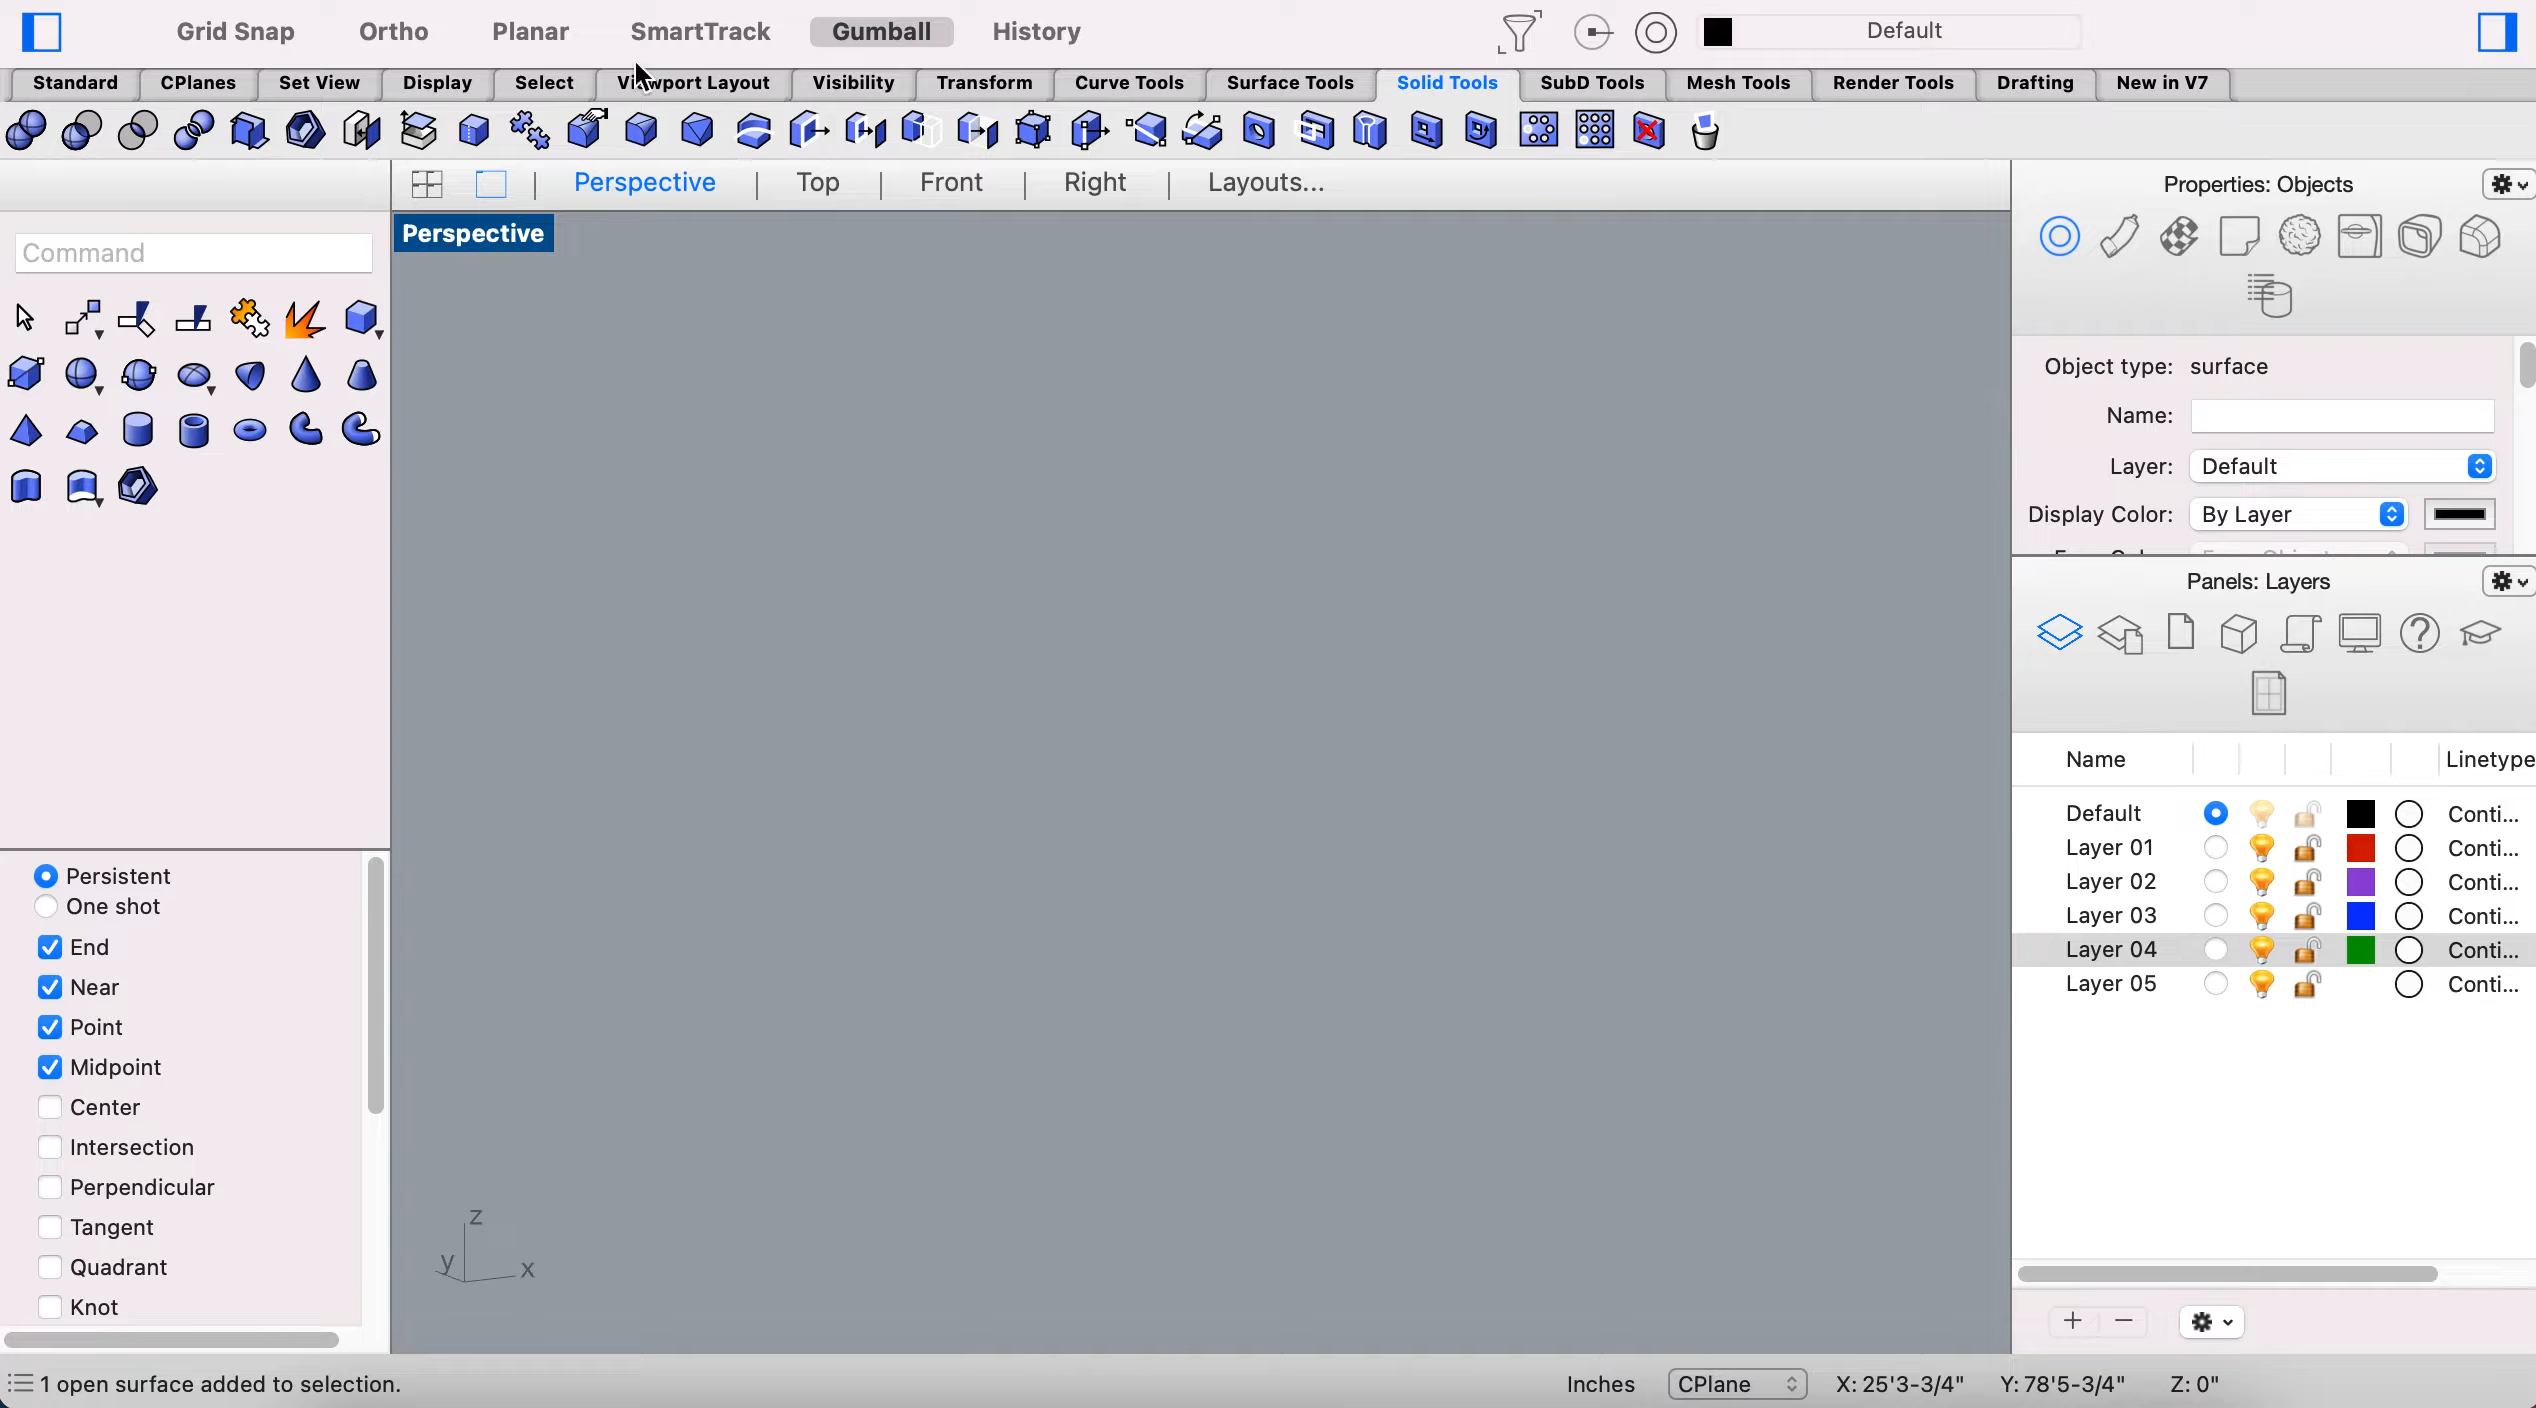 Grid Snap Ortho Planar SmartTrack Gumball History Default
Standard CPlanes Set View Display Select Viewport Layout Visibility Transform Curve Tools Surface Tools Solid Tools SubD Tools Mesh Tools Render Tools Drafting New in V7
Perspective Top Front Right Layouts...
Properties: Objects
Perspective
Command
Object type: surface
Name:
Layer: Default
Display Color: By Layer
Panels: Layers
Name Linetype
Default Conti...
Layer 01 Conti...
Layer 02 Conti...
Layer 03 Conti...
Layer 04 Conti...
Layer 05 Conti...
Persistent
One shot
End
Near
Point
Midpoint
Center
Intersection
Perpendicular
Tangent
Quadrant
Knot
z
y
x
1 open surface added to selection.
Inches CPlane X: 25'3-3/4" Y: 78'5-3/4" Z: 0"